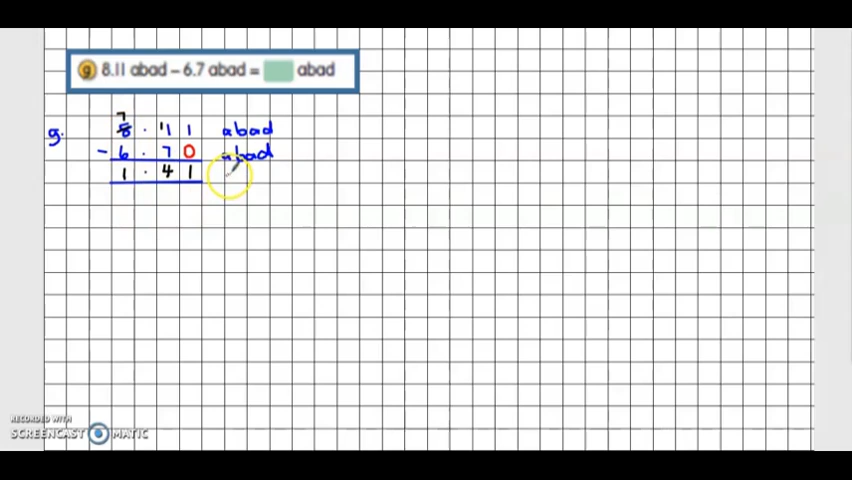 g 8.11 abad – 6.7 abad = abad
7
g. 8 . 11 1 abad
– 6 . 7 0 abad
1 . 4 1
RECORDED WITH
SCREENCAST MATIC